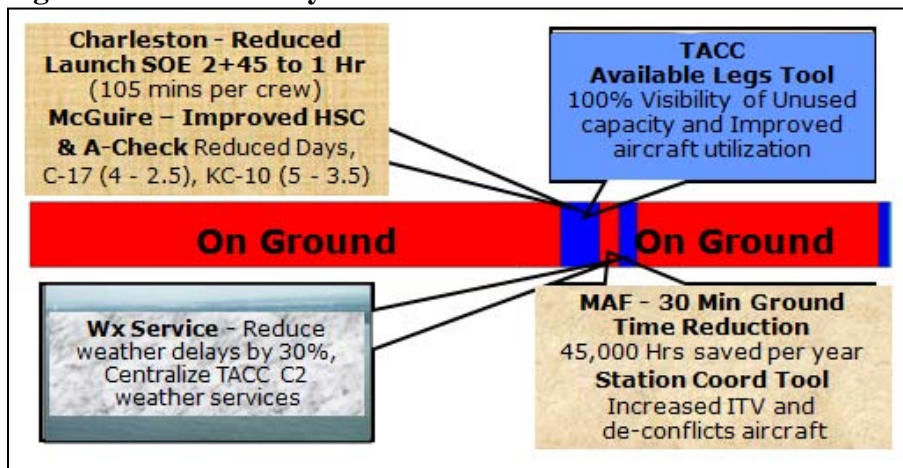 Charleston - Reduced
Launch SOE 2+45 to 1 Hr
(105 mins per crew)
McGuire – Improved HSC
& A-Check Reduced Days,
C-17 (4 - 2.5), KC-10 (5 - 3.5)
TACC
Available Legs Tool
100% Visibility of Unused
capacity and Improved
aircraft utilization
On Ground
On Ground
Wx Service – Reduce
weather delays by 30%,
Centralize TACC C2
weather services
MAF - 30 Min Ground
Time Reduction
45,000 Hrs saved per year
Station Coord Tool
Increased ITV and
de-conflicts aircraft